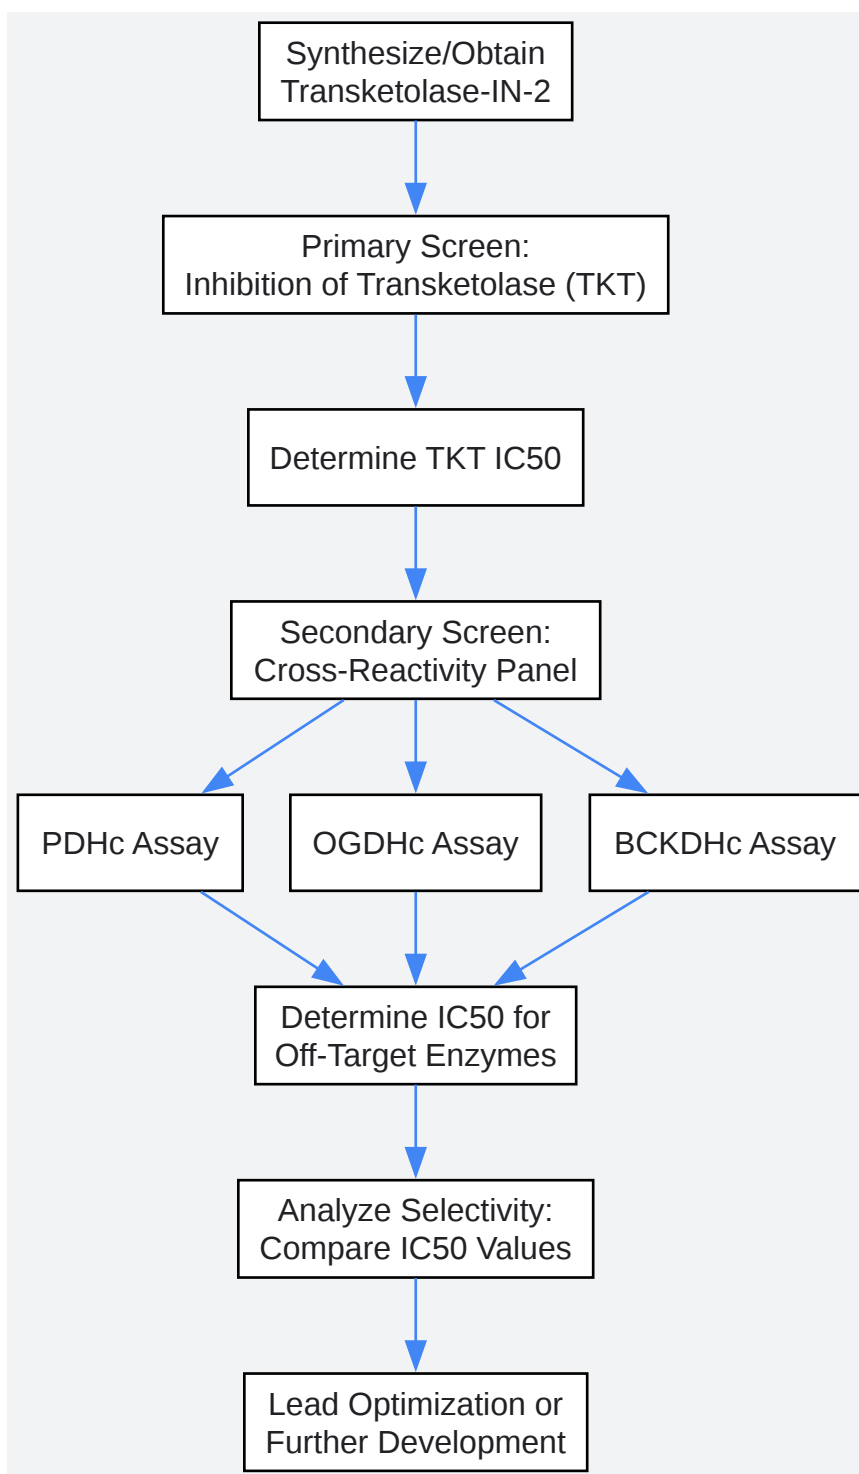 Synthesize/Obtain
Transketolase-IN-2
Primary Screen:
Inhibition of Transketolase (TKT)
Determine TKT IC50
Secondary Screen:
Cross-Reactivity Panel
PDHc Assay
OGDHc Assay
BCKDHc Assay
Determine IC50 for
Off-Target Enzymes
Analyze Selectivity:
Compare IC50 Values
Lead Optimization or
Further Development